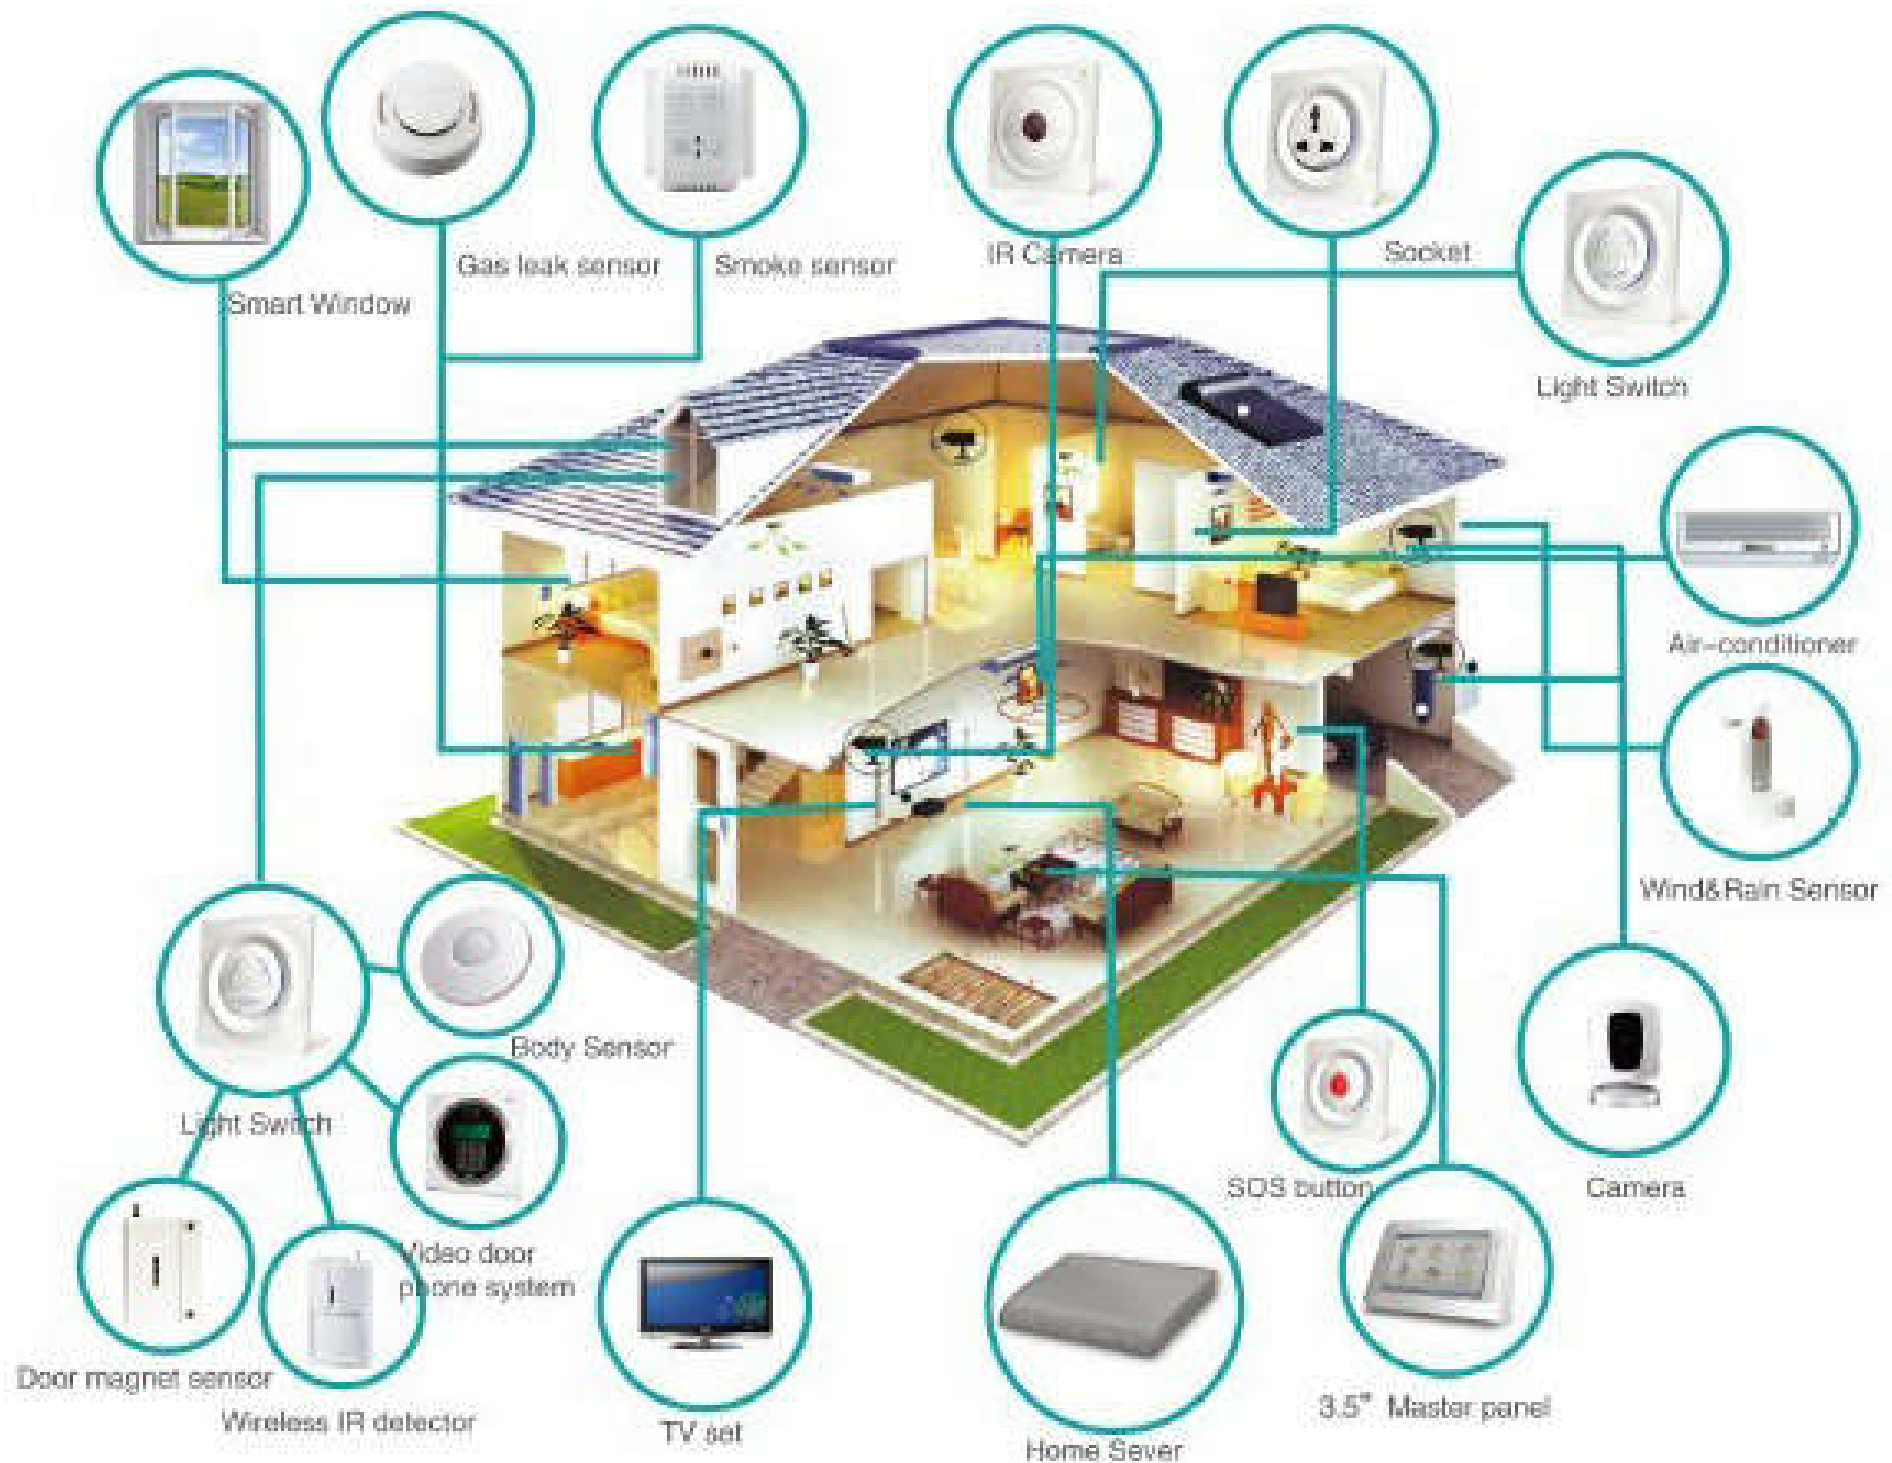 Gas leak sensor
Smoke sensor
IR Camera
Socket
Smart Window
Light Switch
Air-conditioner
Wind&Rain Sensor
Body Sensor
Light Switch
SOS button
Camera
Video door
phone system
Door magnet sensor
Wireless IR detector
TV set
Home Sever
3.5" Master panel